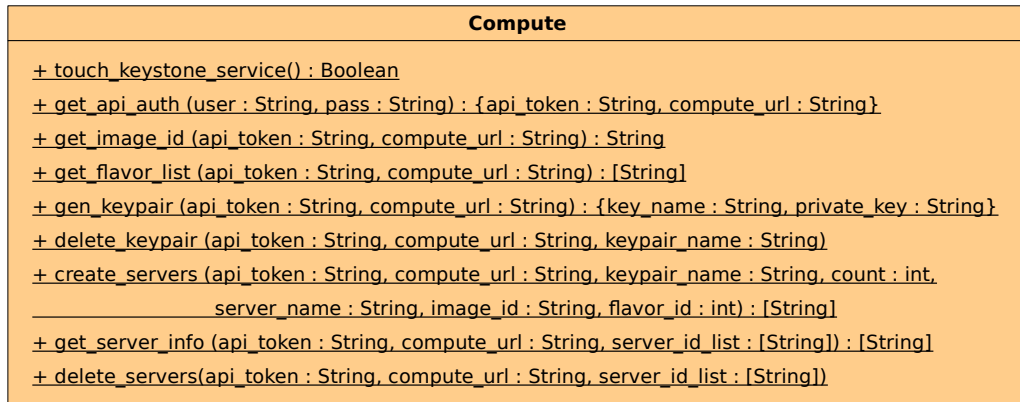 Compute
+ touch_keystone_service() : Boolean
+ get_api_auth (user : String, pass : String) : {api_token : String, compute_url : String}
+ get_image_id (api_token : String, compute_url : String) : String
+ get_flavor_list (api_token : String, compute_url : String) : [String]
+ gen_keypair (api_token : String, compute_url : String) : {key_name : String, private_key : String}
+ delete_keypair (api_token : String, compute_url : String, keypair_name : String)
+ create_servers (api_token : String, compute_url : String, keypair_name : String, count : int,
server_name : String, image_id : String, flavor_id : int) : [String]
+ get_server_info (api_token : String, compute_url : String, server_id_list : [String]) : [String]
+ delete_servers(api_token : String, compute_url : String, server_id_list : [String])